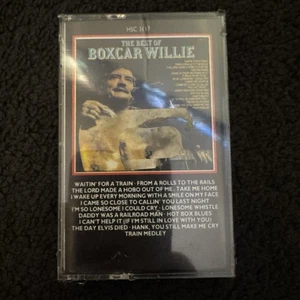 MSC 3117
THE BEST OF
BOXCAR WILLIE
WAITIN' FOR A TRAIN · FROM A ROLLS TO THE RAILS
THE LORD MADE A HOBO OUT OF ME · TAKE ME HOME
I WAKE UP EVERY MORNING WITH A SMILE ON MY FACE
I CAME SO CLOSE TO CALLIN' YOU LAST NIGHT
I'M SO LONESOME I COULD CRY · LONESOME WHISTLE
DADDY WAS A RAILROAD MAN · HOT BOX BLUES
I CAN'T HELP IT (IF I'M STILL IN LOVE WITH YOU)
THE DAY ELVIS DIED · HANK, YOU STILL MAKE ME CRY
TRAIN MEDLEY